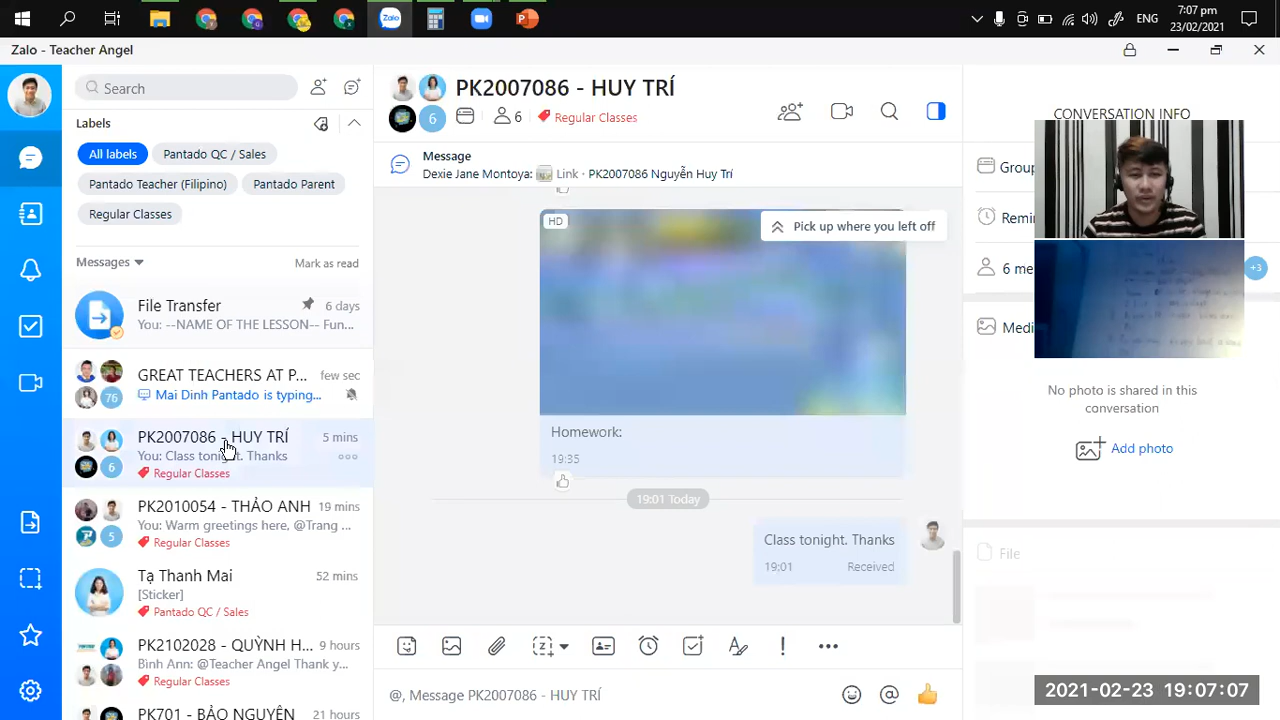 7:07 pm
ENG
23/02/2021
Zalo - Teacher Angel
Search
Labels
All labels
Pantado QC / Sales
Pantado Teacher (Filipino)
Pantado Parent
Regular Classes
Messages
Mark as read
File Transfer
6 days
You: --NAME OF THE LESSON-- Fun...
GREAT TEACHERS AT P...
few sec
76
Mai Dinh Pantado is typing...
PK2007086 - HUY TRÍ
5 mins
6
You: Class tonight. Thanks
Regular Classes
PK2010054 - THẢO ANH
19 mins
5
You: Warm greetings here, @Trang ...
Regular Classes
Tạ Thanh Mai
52 mins
[Sticker]
Pantado QC / Sales
PK2102028 - QUỲNH H...
9 hours
Bình Ann: @Teacher Angel Thank y...
Regular Classes
PK701 - BẢO NGUYÊN
21 hours
PK2007086 - HUY TRÍ
6
6
Regular Classes
Message
Dexie Jane Montoya: Link · PK2007086 Nguyễn Huy Trí
HD
Pick up where you left off
Homework:
19:35
19:01 Today
Class tonight. Thanks
19:01
Received
@, Message PK2007086 - HUY TRÍ
CONVERSATION INFO
Group
Remi
6 me
+3
Medi
No photo is shared in this
conversation
Add photo
File
2021-02-23 19:07:07